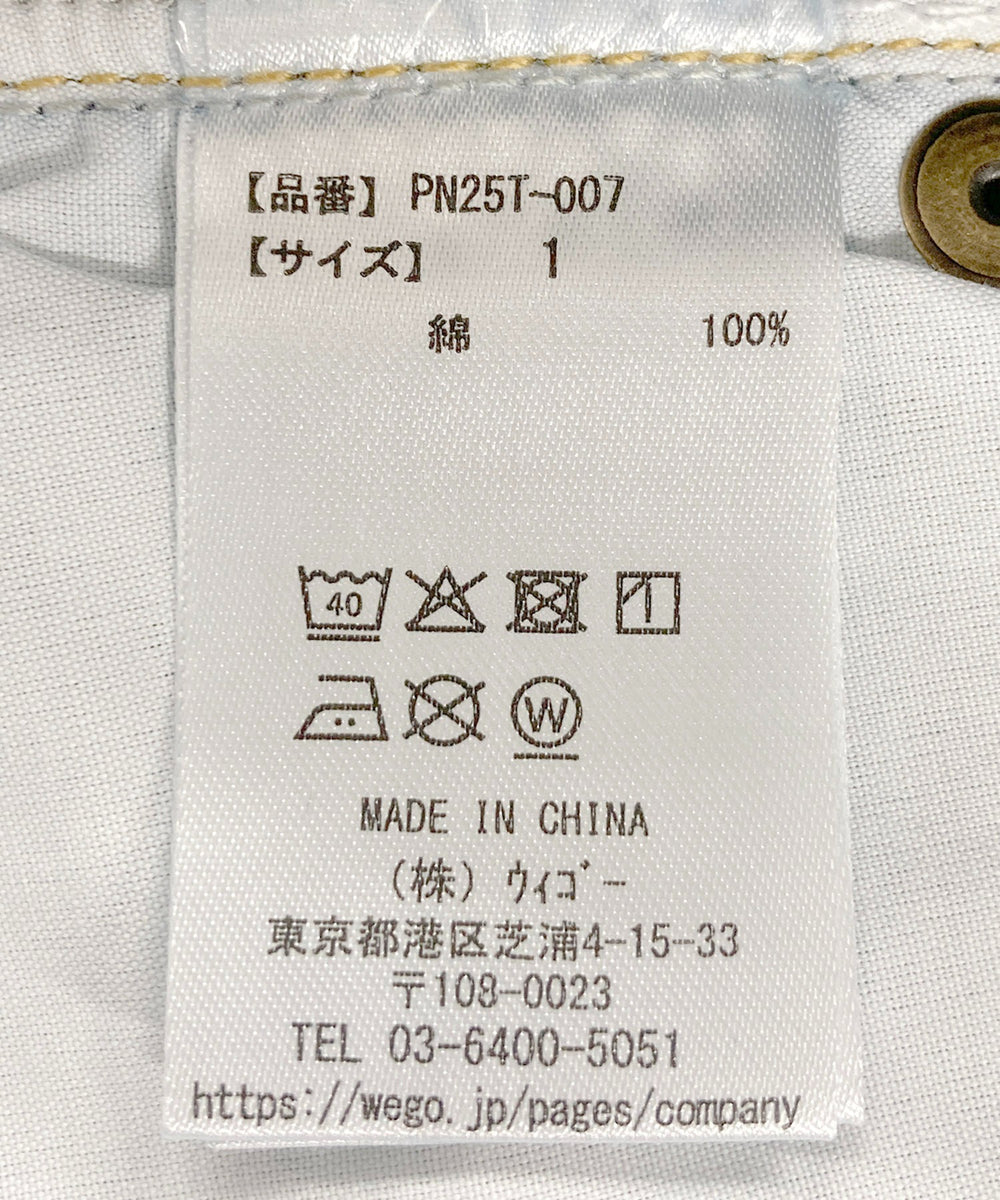 【品番】 PN25T-007
【サイズ】 1
綿 100%
40
W
MADE IN CHINA
(株) ｳｨｺﾞｰ
東京都港区芝浦4-15-33
〒108-0023
TEL 03-6400-5051
https://wego.jp/pages/company